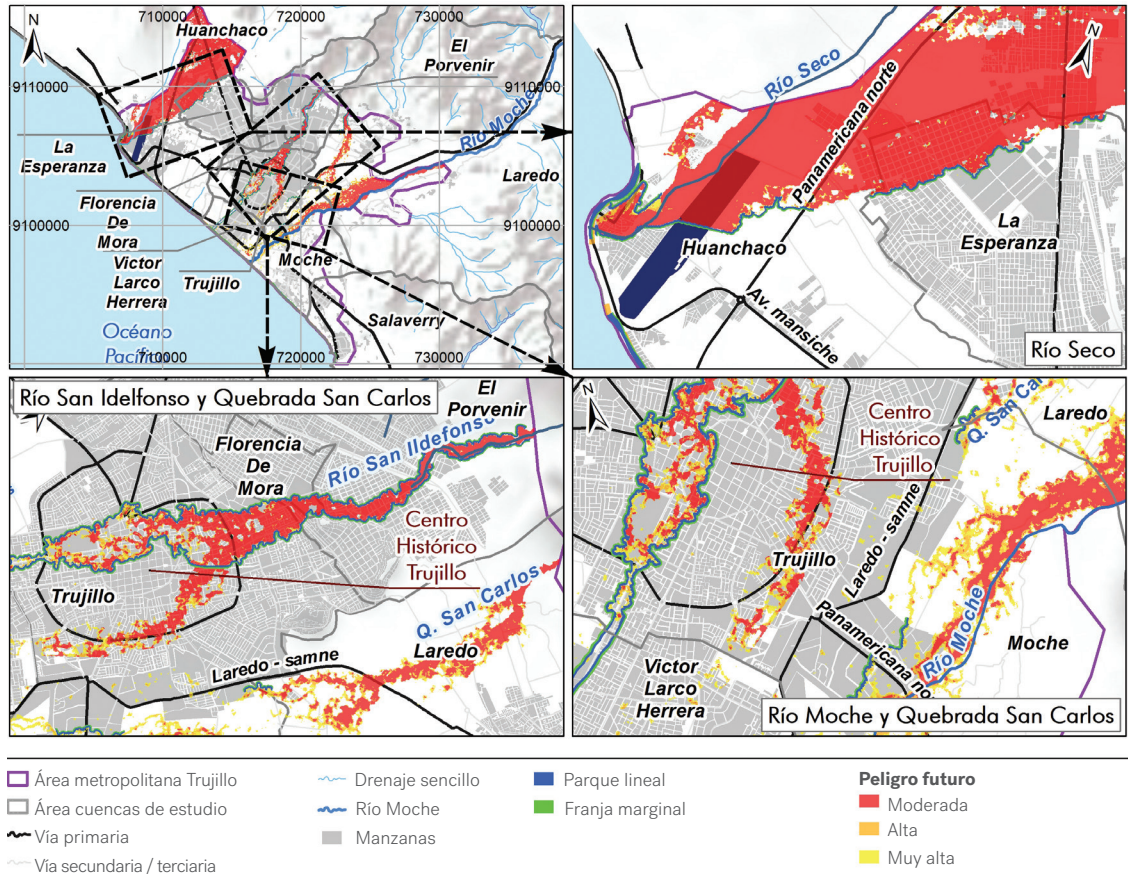 N
710000
720000
730000
Huanchaco
El
Porvenir
9110000
Río Moche
La
Esperanza
Laredo
Florencia
De
Mora
9100000
Victor
Larco
Herrera
Trujillo
Moche
Salaverry
Océano
Pacífico
710000
720000
730000
N
Río Seco
Panamericana norte
La
Esperanza
Huanchaco
Av. mansiche
Río Seco
N
Río San Idelfonso y Quebrada San Carlos
El
Porvenir
Florencia
De
Mora
Río San Ildefonso
Centro
Histórico
Trujillo
Trujillo
Q. San Carlos
Laredo
Laredo - samne
N
Q. San Car
Laredo
Centro
Histórico
Trujillo
Laredo - samne
Trujillo
Panamericana no
Río Moche
Moche
Victor
Larco
Herrera
Río Moche y Quebrada San Carlos
Área metropolitana Trujillo
Área cuencas de estudio
Vía primaria
Vía secundaria / terciaria
Drenaje sencillo
Río Moche
Manzanas
Parque lineal
Franja marginal
Peligro futuro
Moderada
Alta
Muy alta